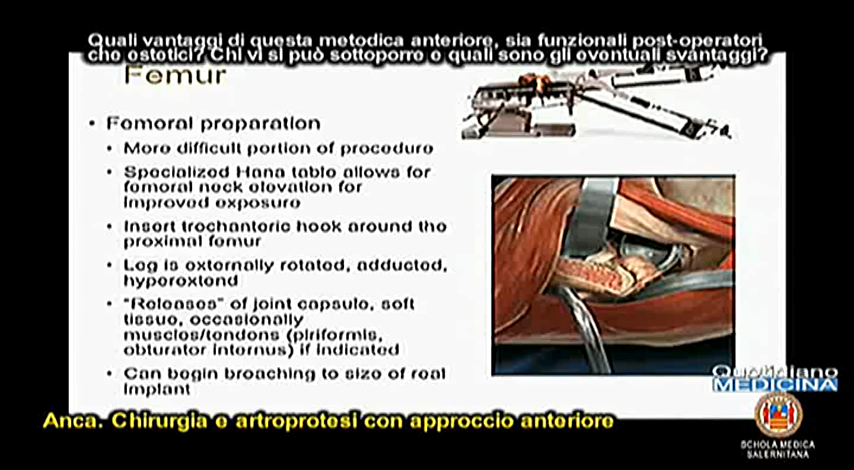 Quali vantaggi di questa metodica anteriore, sia funzionali post-operatori
che estetici? Chi vi si può sottoporre e quali sono gli eventuali svantaggi?
Femur
• Femoral preparation
• More difficult portion of procedure
• Specialized Hana table allows for
femoral neck elevation for
improved exposure
• Insert trochanteric hook around the
proximal femur
• Leg is externally rotated, adducted,
hyperextend
• "Releases" of joint capsule, soft
tissue, occasionally
muscles/tendons (piriformis,
obturator internus) if indicated
• Can begin broaching to size of real
implant
Quotidiano
MEDICINA
Anca. Chirurgia e artroprotesi con approccio anteriore
SCHOLA MEDICA
SALERNITANA